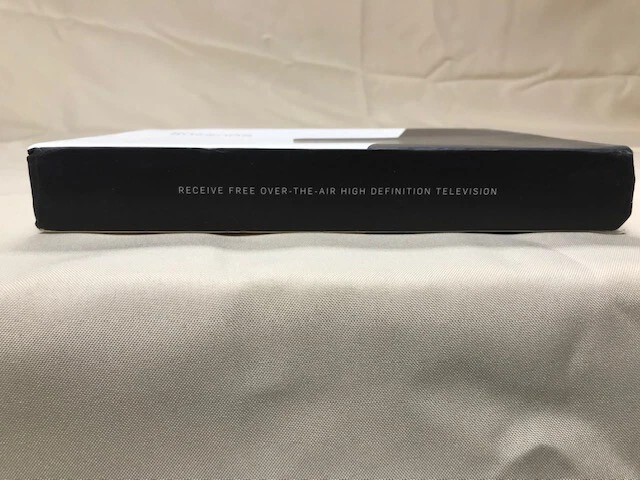 RECEIVE FREE OVER-THE-AIR HIGH DEFINITION TELEVISION